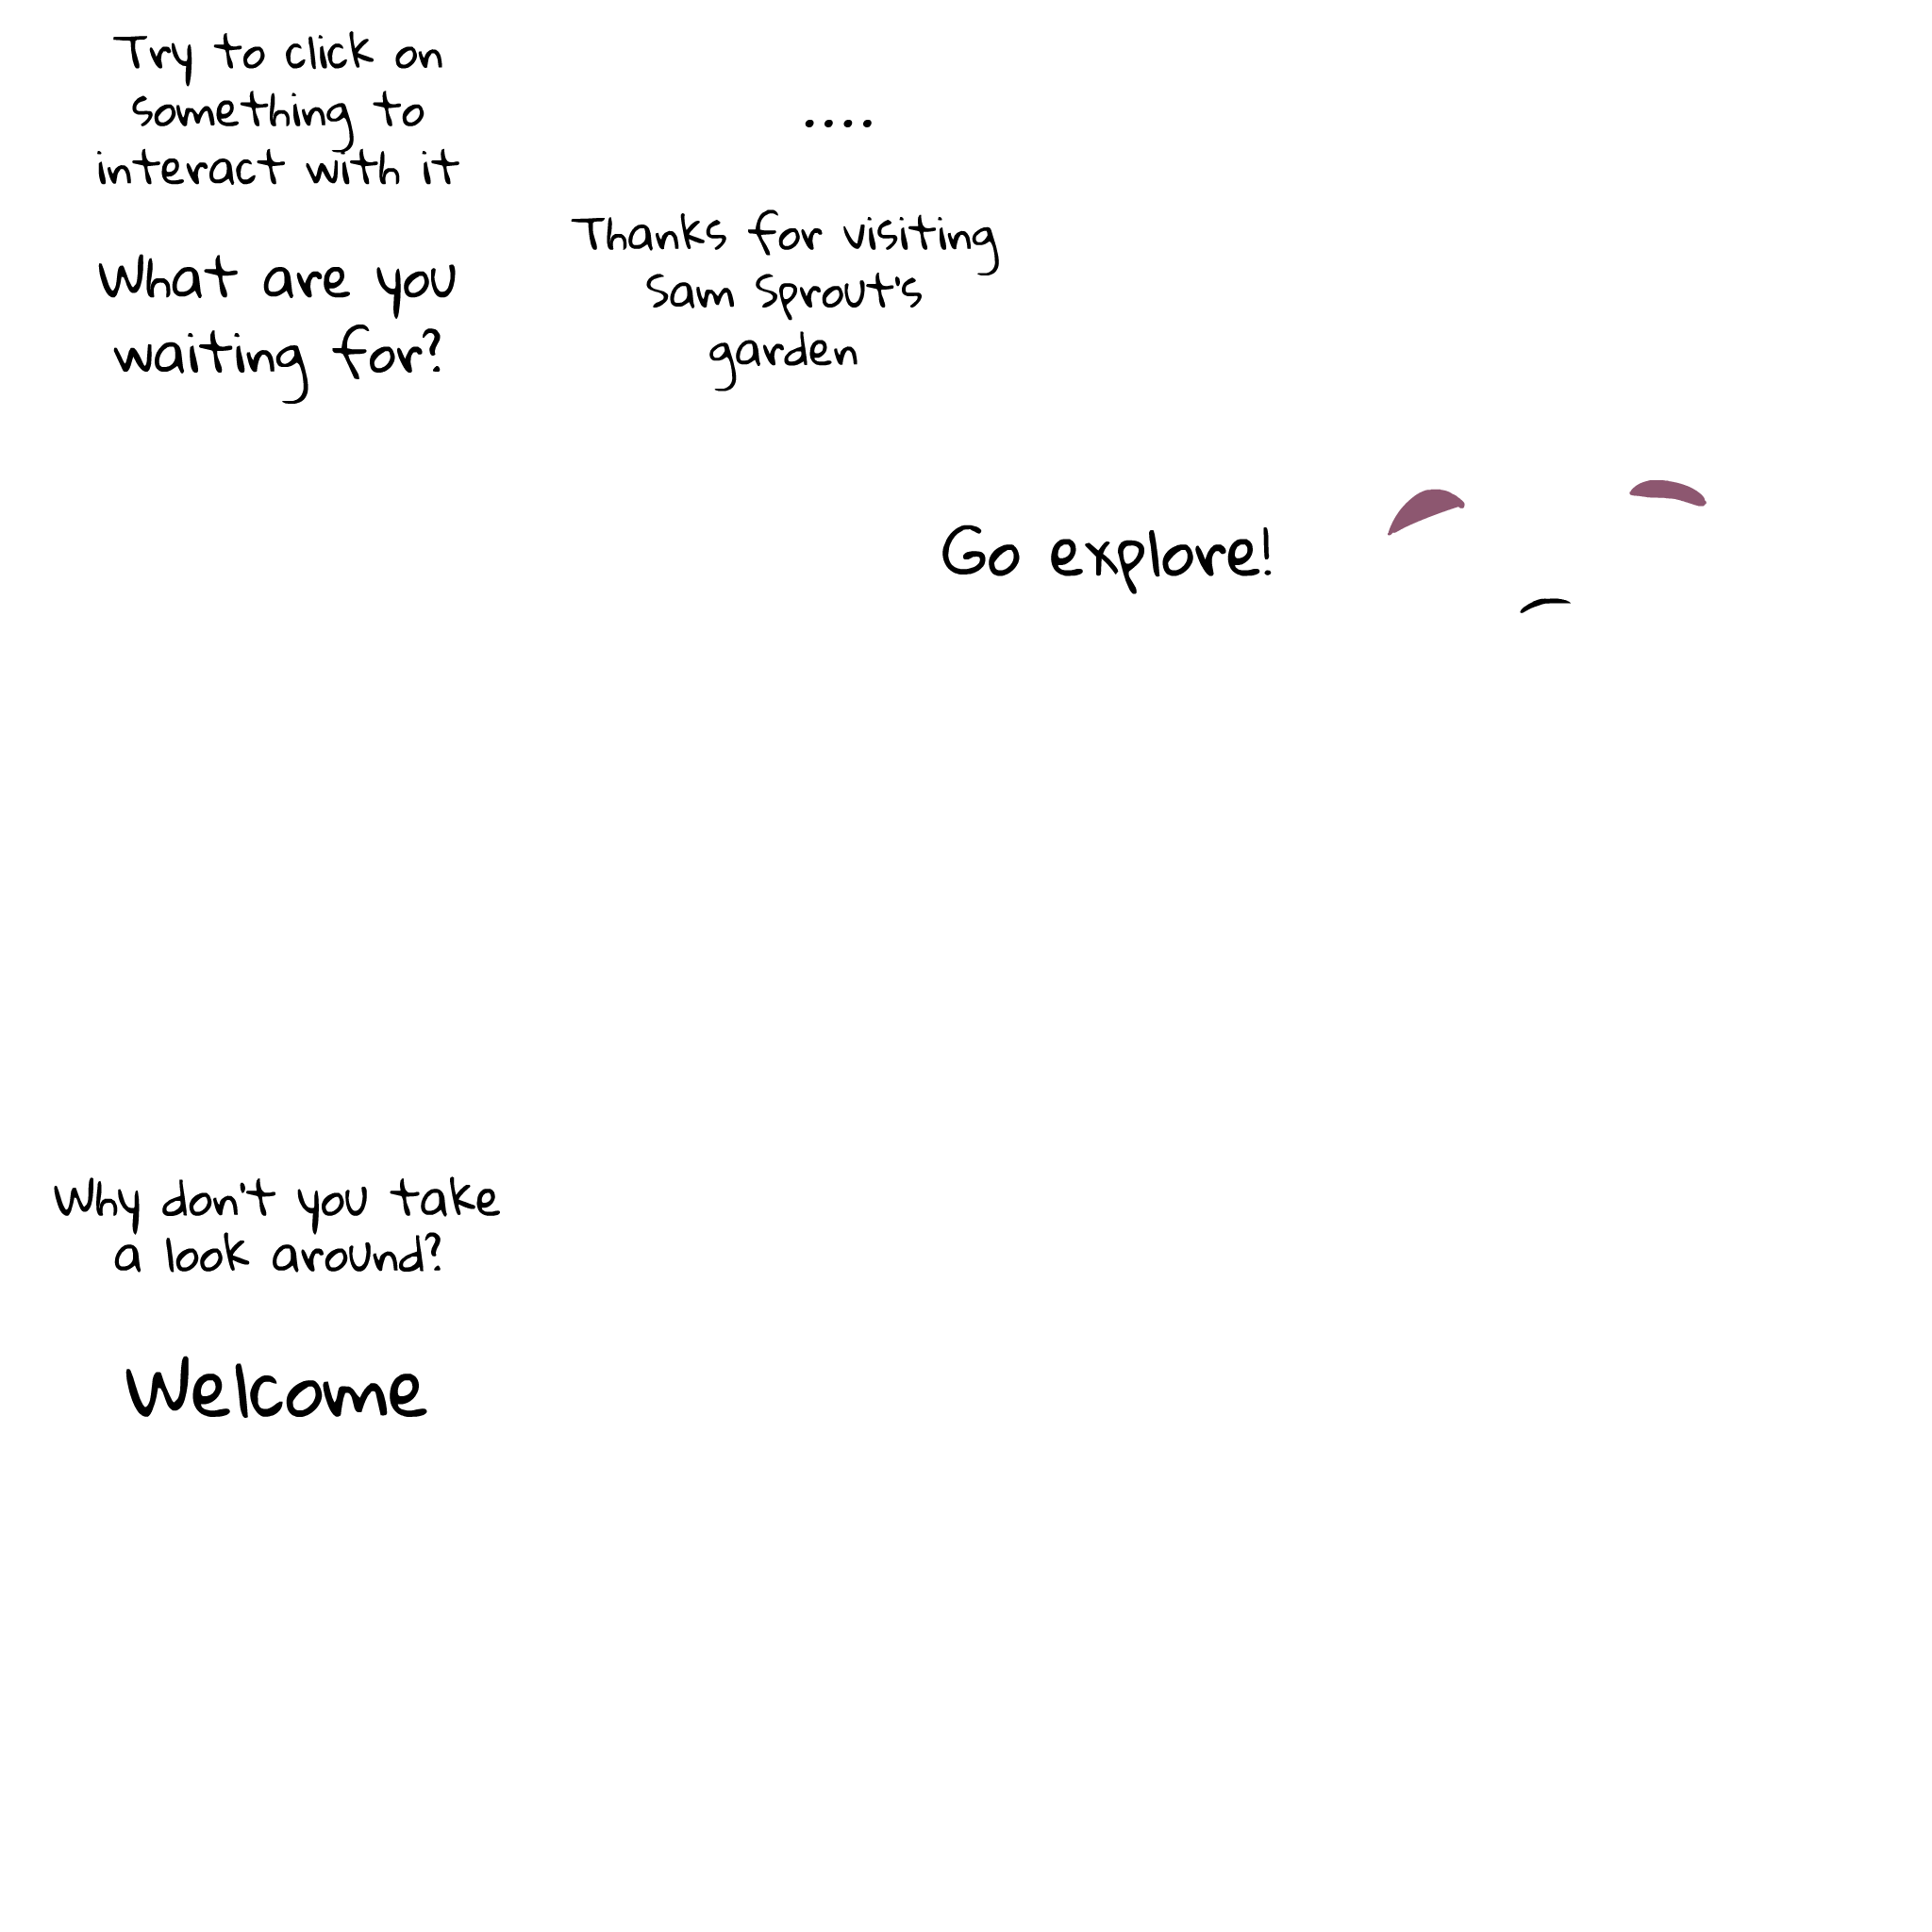 Try to click on
something to
interact with it
....
What are you
waiting for?
Thanks for visiting
Sam Sprout's
garden
Go explore!
Why don't you take
a look around?
Welcome